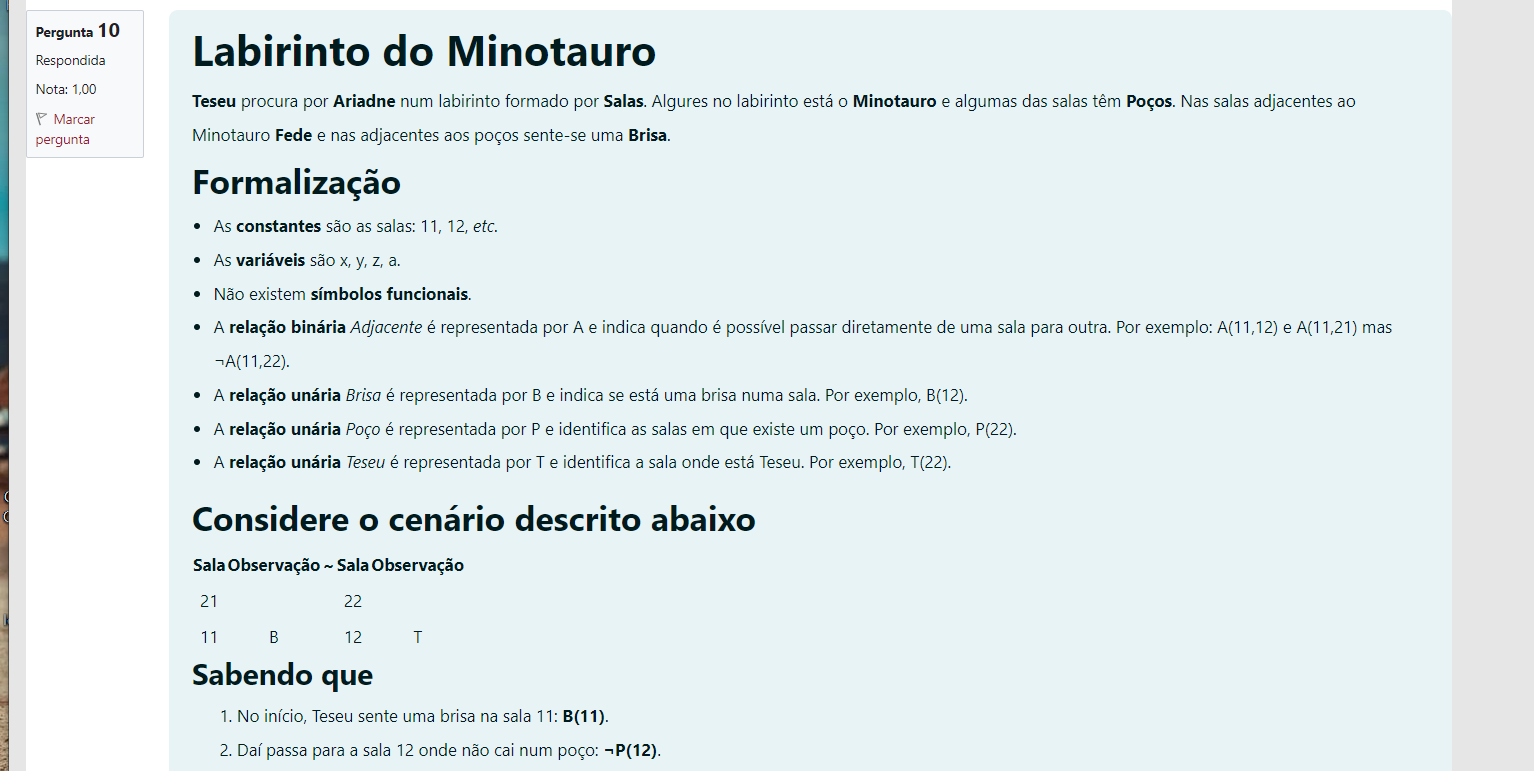 Pergunta 10
Respondida
Nota: 1,00
Marcar
pergunta
Labirinto do Minotauro
Teseu procura por Ariadne num labirinto formado por Salas. Algures no labirinto está o Minotauro e algumas das salas têm Poços. Nas salas adjacentes ao
Minotauro Fede e nas adjacentes aos poços sente-se uma Brisa.
Formalização
• As constantes são as salas: 11, 12, etc.
• As variáveis são x, y, z, a.
• Não existem símbolos funcionais.
• A relação binária Adjacente é representada por A e indica quando é possível passar diretamente de uma sala para outra. Por exemplo: A(11,12) e A(11,21) mas
¬A(11,22).
• A relação unária Brisa é representada por B e indica se está uma brisa numa sala. Por exemplo, B(12).
• A relação unária Poço é representada por P e identifica as salas em que existe um poço. Por exemplo, P(22).
• A relação unária Teseu é representada por T e identifica a sala onde está Teseu. Por exemplo, T(22).
Considere o cenário descrito abaixo
Sala Observação ~ Sala Observação
21 22
11 B 12 T
Sabendo que
1. No início, Teseu sente uma brisa na sala 11: B(11).
2. Daí passa para a sala 12 onde não cai num poço: ¬P(12).